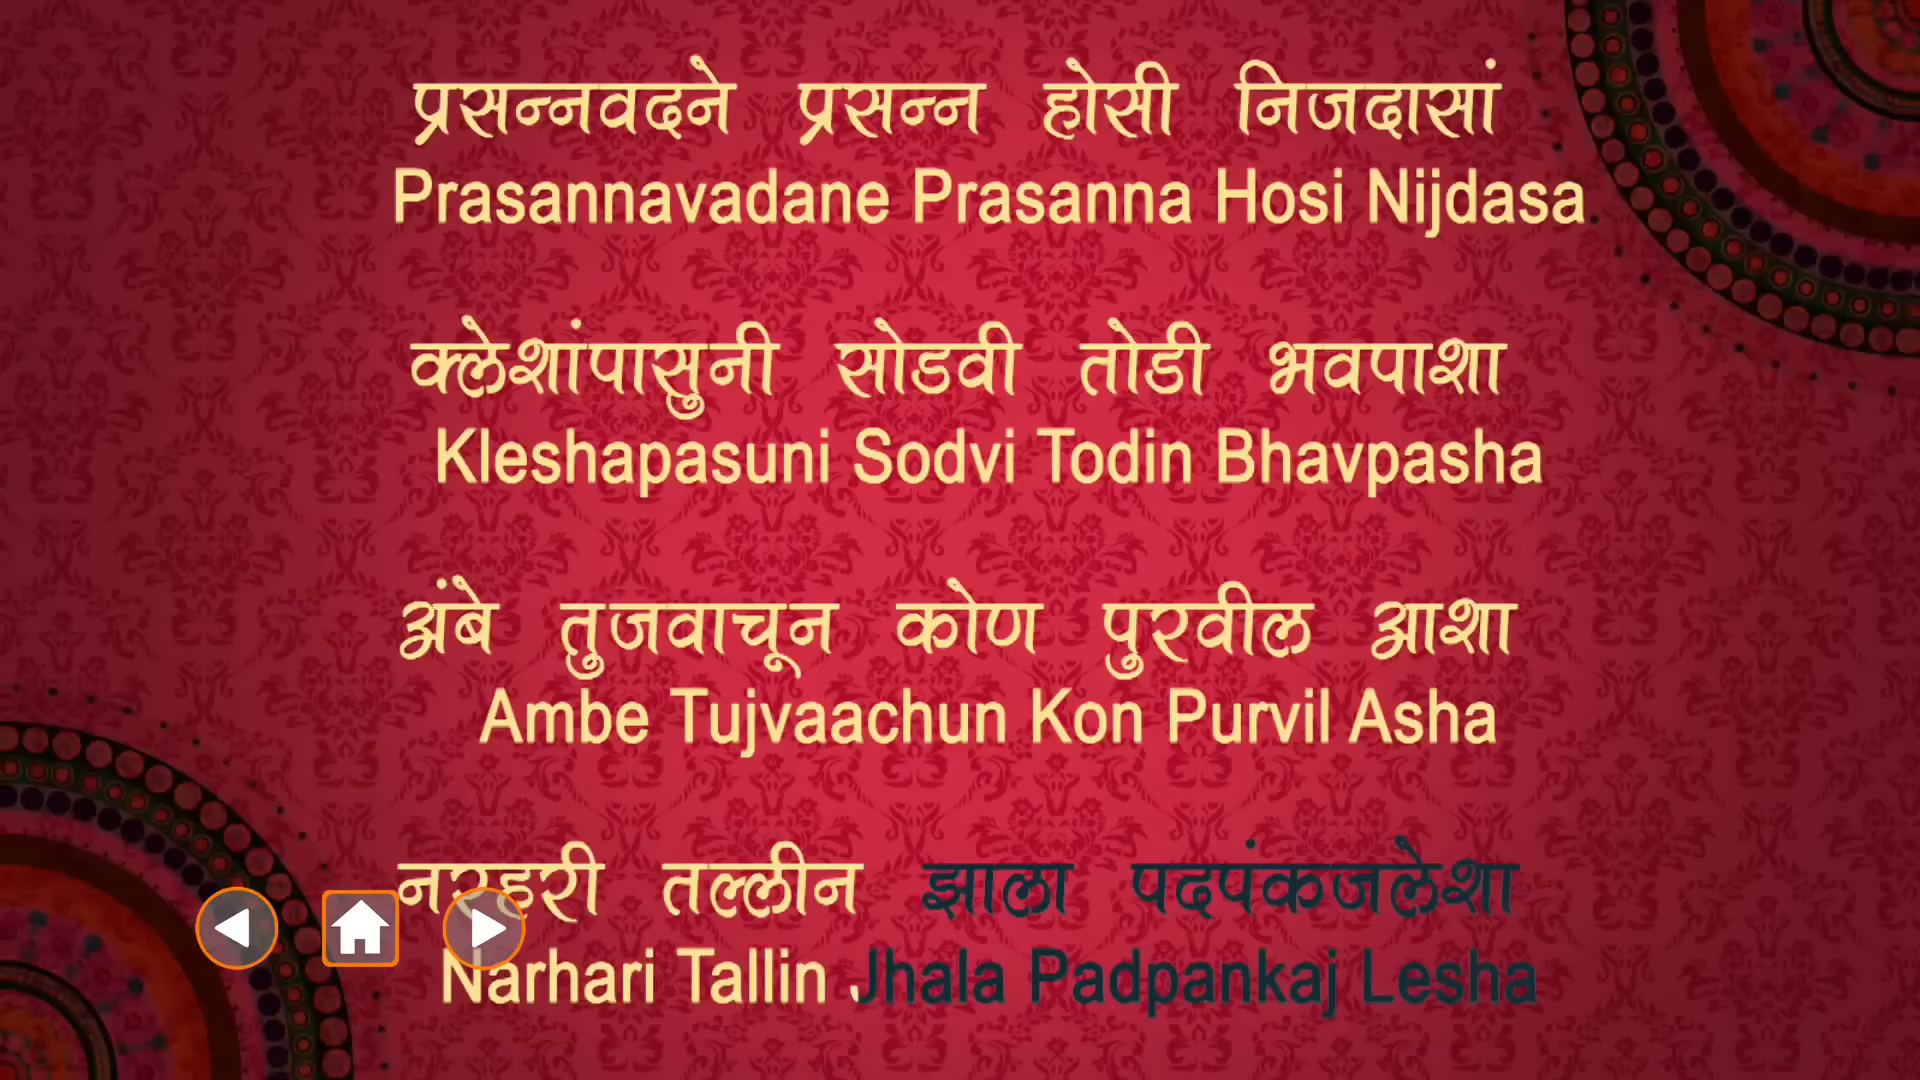 प्रसन्नवदने प्रसन्न होसी निजदासां
Prasannavadane Prasanna Hosi Nijdasa
क्लेशांपासुनी सोडवी तोडी भवपाशा
Kleshapasuni Sodvi Todin Bhavpasha
अंबे तुजवाचून कोण पुरवील आशा
Ambe Tujvaachun Kon Purvil Asha
नरहरी तल्लीन झाला पदपंकजलेशा
Narhari Tallin Jhala Padpankaj Lesha